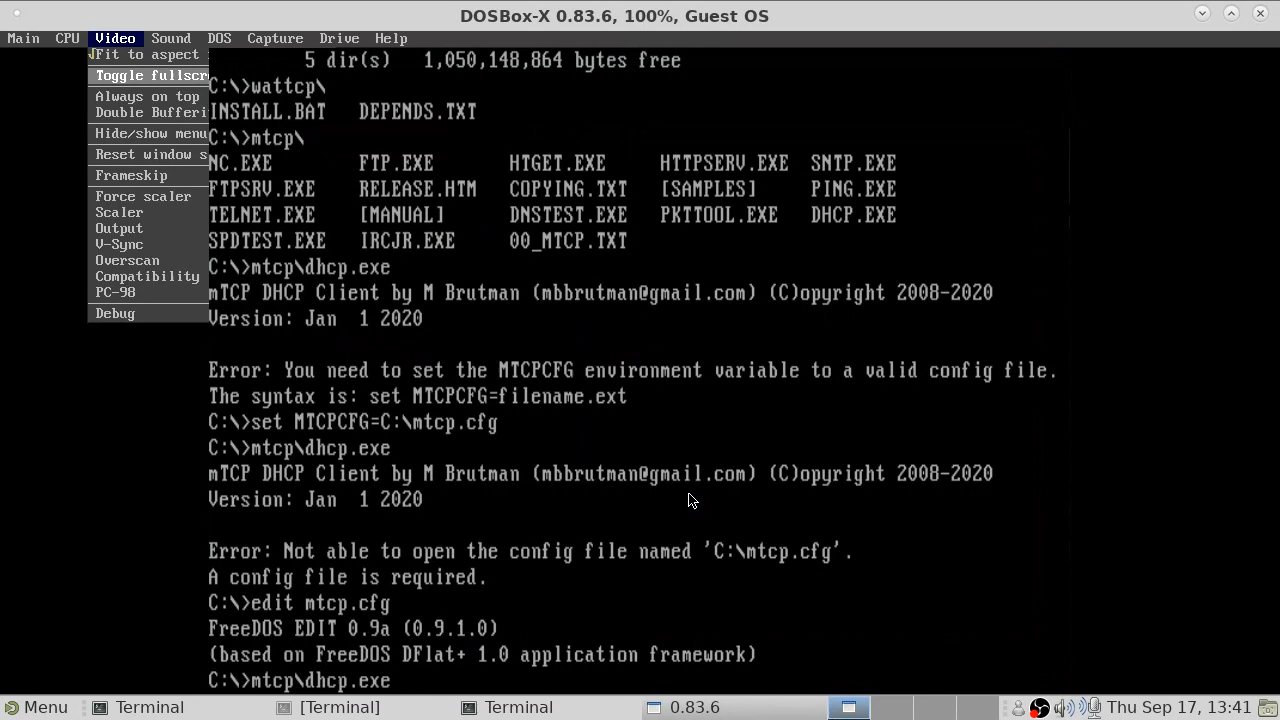 DOSBox-X 0.83.6, 100%, Guest OS
Main CPU Video Sound DOS Capture Drive Help
√Fit to aspect
Toggle fullscr
Always on top
Double Bufferi
Hide/show menu
Reset window s
Frameskip
Force scaler
Scaler
Output
V-Sync
Overscan
Compatibility
PC-98
Debug
5 dir(s) 1,050,148,864 bytes free
C:\>wattcp\
INSTALL.BAT DEPENDS.TXT
C:\>mtcp\
NC.EXE FTP.EXE HTGET.EXE HTTPSERV.EXE SNTP.EXE
FTPSRV.EXE RELEASE.HTM COPYING.TXT [SAMPLES] PING.EXE
TELNET.EXE [MANUAL] DNSTEST.EXE PKTTOOL.EXE DHCP.EXE
SPDTEST.EXE IRCJR.EXE 00_MTCP.TXT
C:\>mtcp\dhcp.exe
mTCP DHCP Client by M Brutman (mbbrutman@gmail.com) (C)opyright 2008-2020
Version: Jan 1 2020
Error: You need to set the MTCPCFG environment variable to a valid config file.
The syntax is: set MTCPCFG=filename.ext
C:\>set MTCPCFG=C:\mtcp.cfg
C:\>mtcp\dhcp.exe
mTCP DHCP Client by M Brutman (mbbrutman@gmail.com) (C)opyright 2008-2020
Version: Jan 1 2020
Error: Not able to open the config file named 'C:\mtcp.cfg'.
A config file is required.
C:\>edit mtcp.cfg
FreeDOS EDIT 0.9a (0.9.1.0)
(based on FreeDOS DFlat+ 1.0 application framework)
C:\>mtcp\dhcp.exe
Menu Terminal [Terminal] Terminal 0.83.6 Thu Sep 17, 13:41